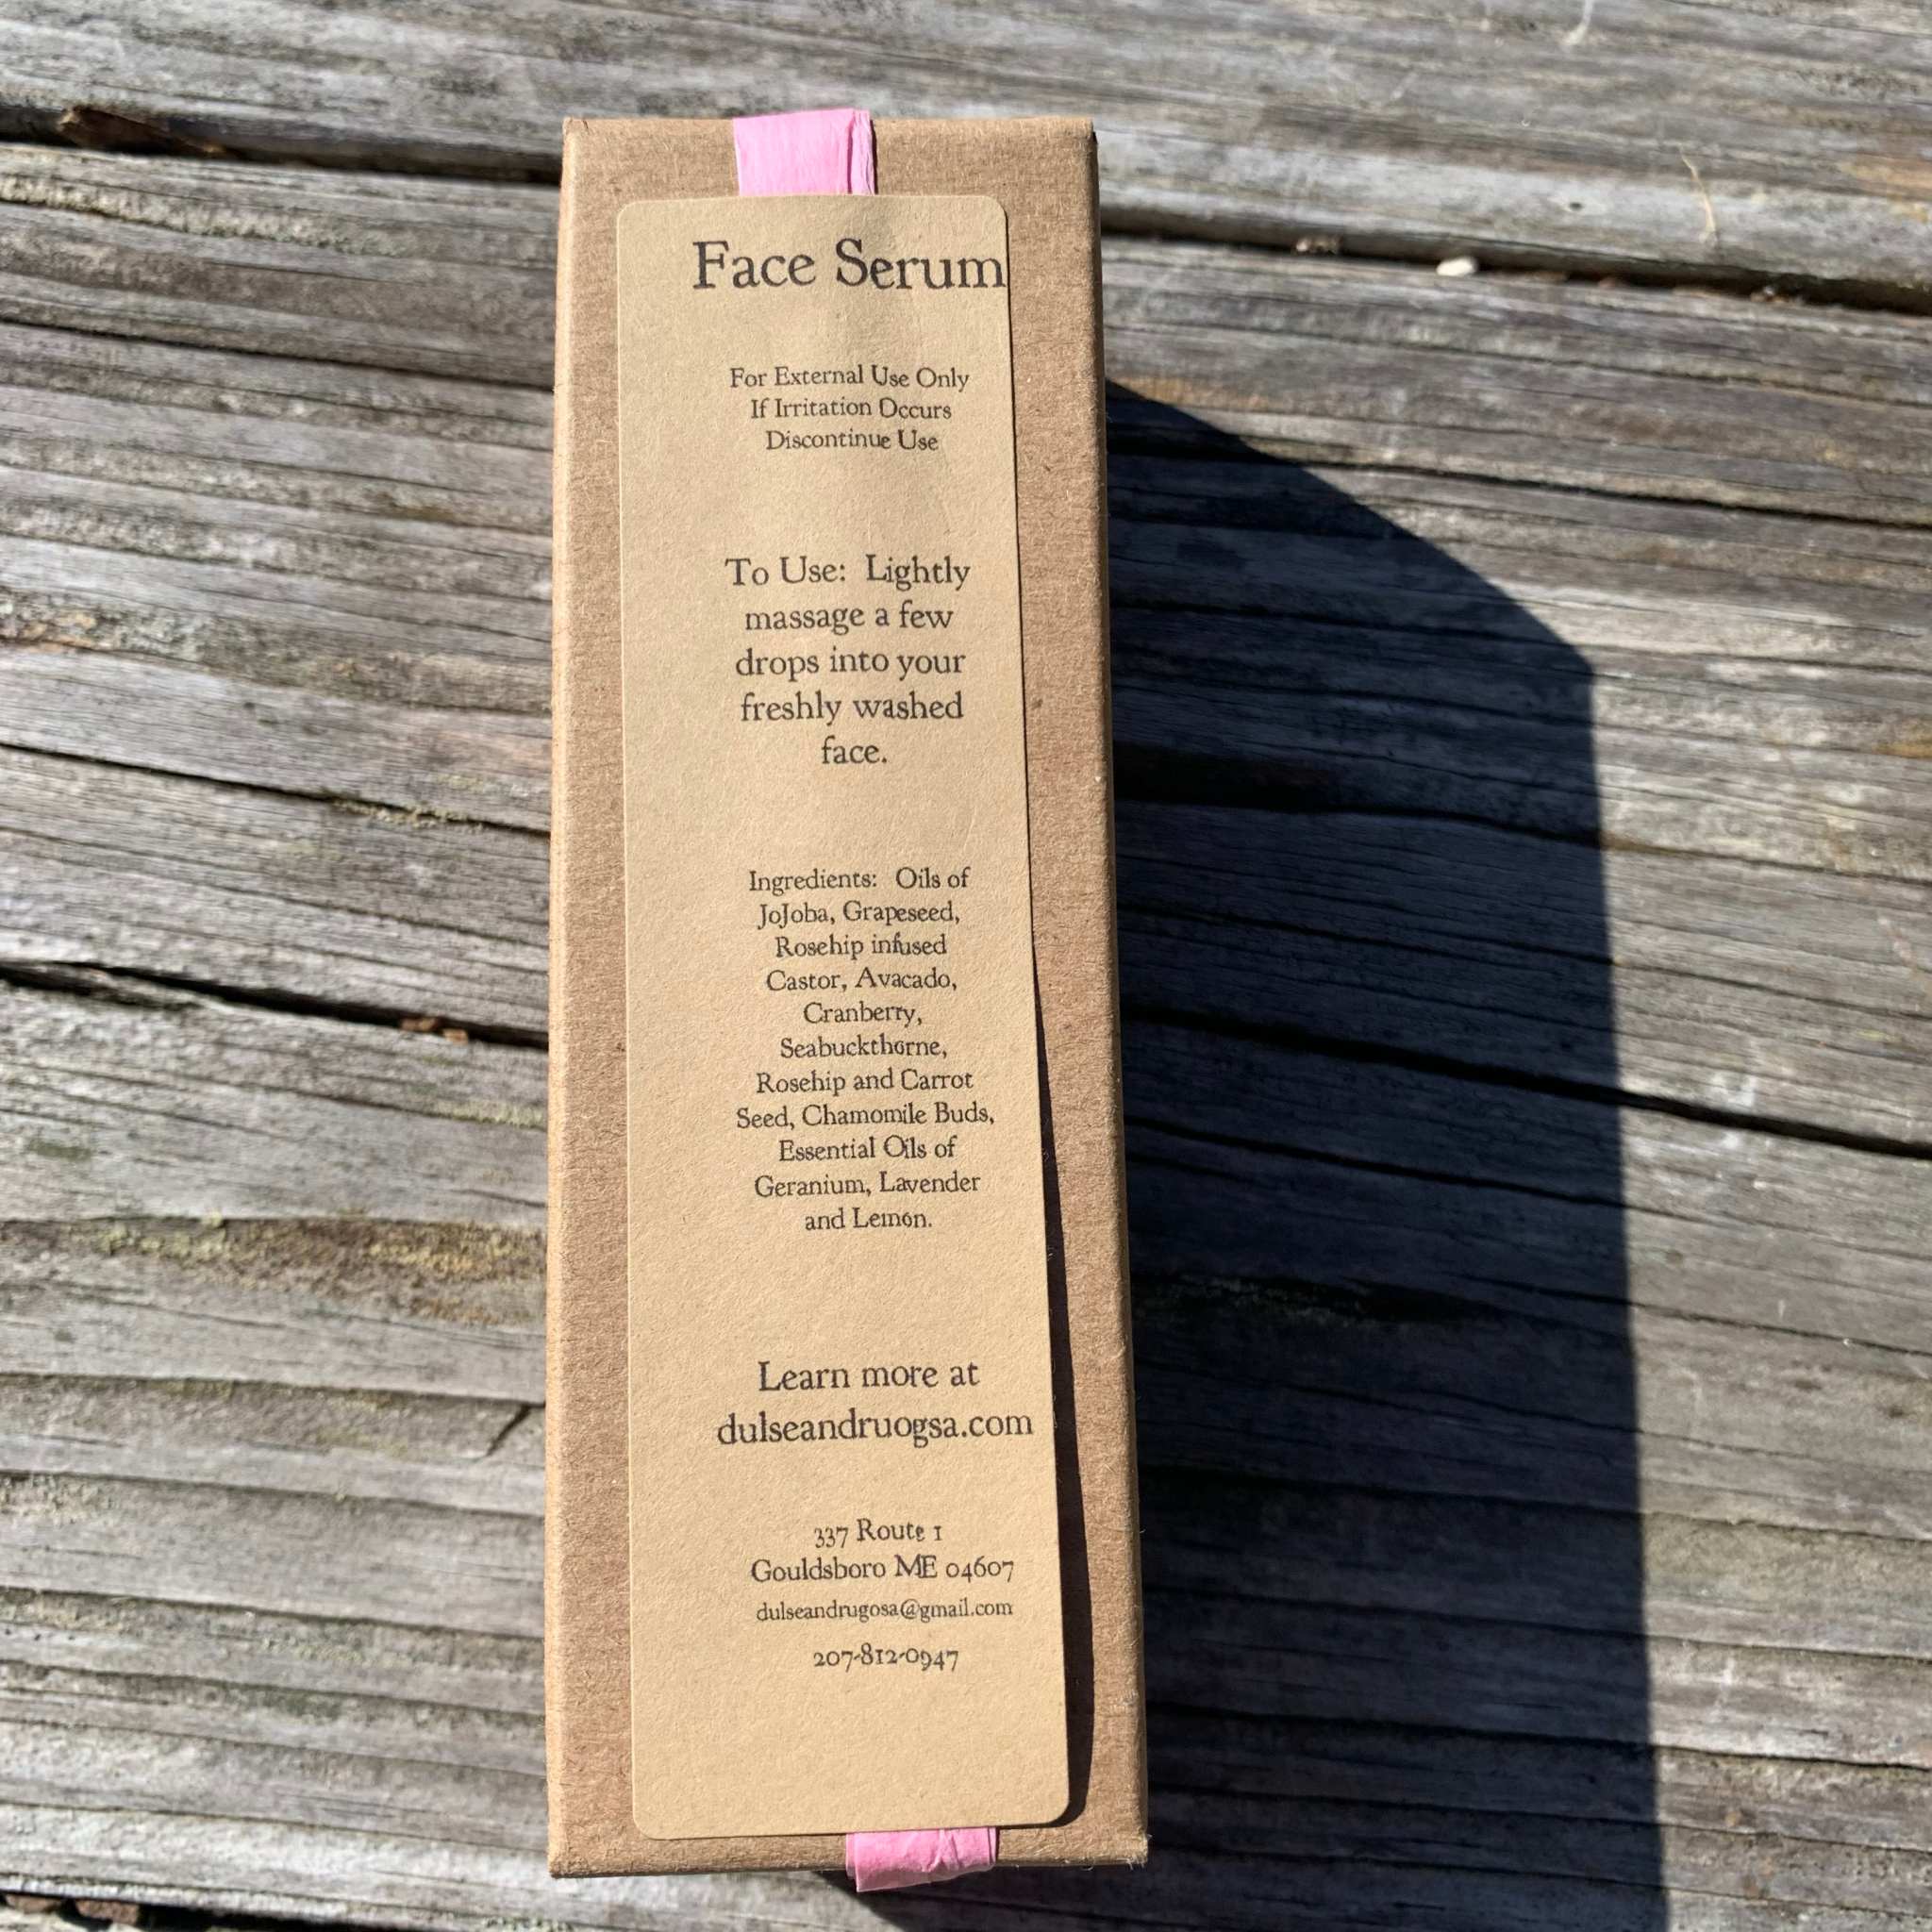 Face Serum
For External Use Only
If Irritation Occurs
Discontinue Use
To Use: Lightly
massage a few
drops into your
freshly washed
face.
Ingredients: Oils of
JoJoba, Grapeseed,
Rosehip infused
Castor, Avacado,
Cranberry,
Seabuckthorne,
Rosehip and Carrot
Seed, Chamomile Buds,
Essential Oils of
Geranium, Lavender
and Lemon.
Learn more at
dulseandruogsa.com
337 Route 1
Gouldsboro ME 04607
dulseandrugosa@gmail.com
207-812-0947